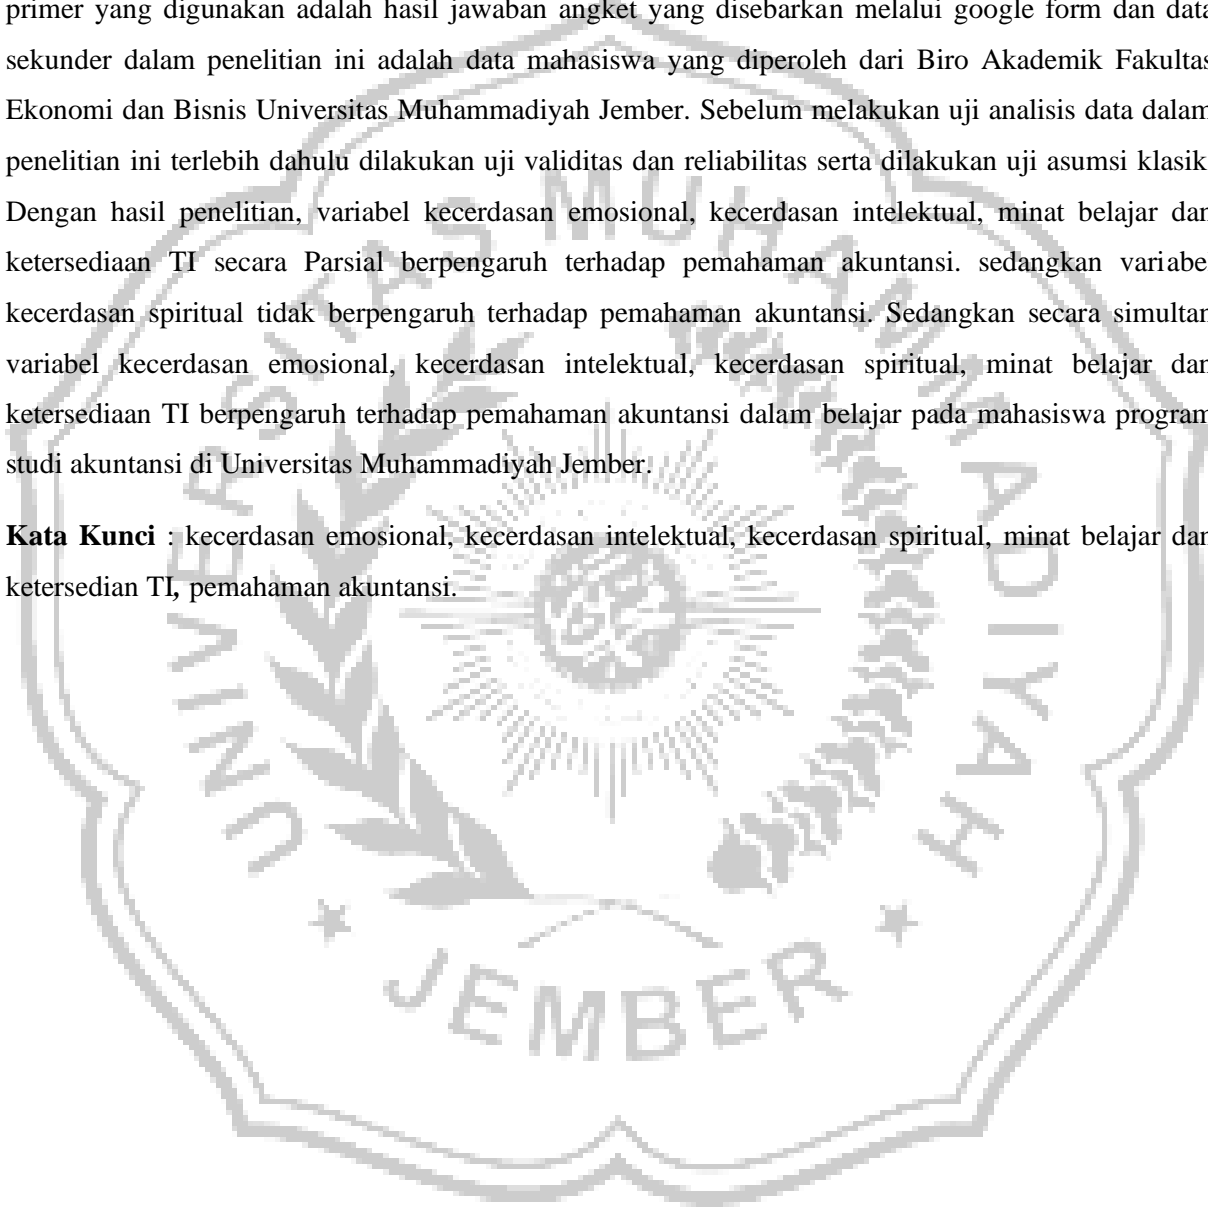 primer yang digunakan adalah hasil jawaban angket yang disebarkan melalui google form dan data
sekunder dalam penelitian ini adalah data mahasiswa yang diperoleh dari Biro Akademik Fakultas
Ekonomi dan Bisnis Universitas Muhammadiyah Jember. Sebelum melakukan uji analisis data dalam
penelitian ini terlebih dahulu dilakukan uji validitas dan reliabilitas serta dilakukan uji asumsi klasik
Dengan hasil penelitian, variabel kecerdasan emosional, kecerdasan intelektual, minat belajar dan
ketersediaan TI secara Parsial berpengaruh terhadap pemahaman akuntansi. sedangkan variabel
kecerdasan spiritual tidak berpengaruh terhadap pemahaman akuntansi. Sedangkan secara simultan
variabel kecerdasan emosional, kecerdasan intelektual, kecerdasan spiritual, minat belajar dan
ketersediaan TI berpengaruh terhadap pemahaman akuntansi dalam belajar pada mahasiswa program
studi akuntansi di Universitas Muhammadiyah Jember.
Kata Kunci : kecerdasan emosional, kecerdasan intelektual, kecerdasan spiritual, minat belajar dan
ketersedian TI, pemahaman akuntansi.
UNIVERSITAS MUHAMMADIYAH
JEMBER